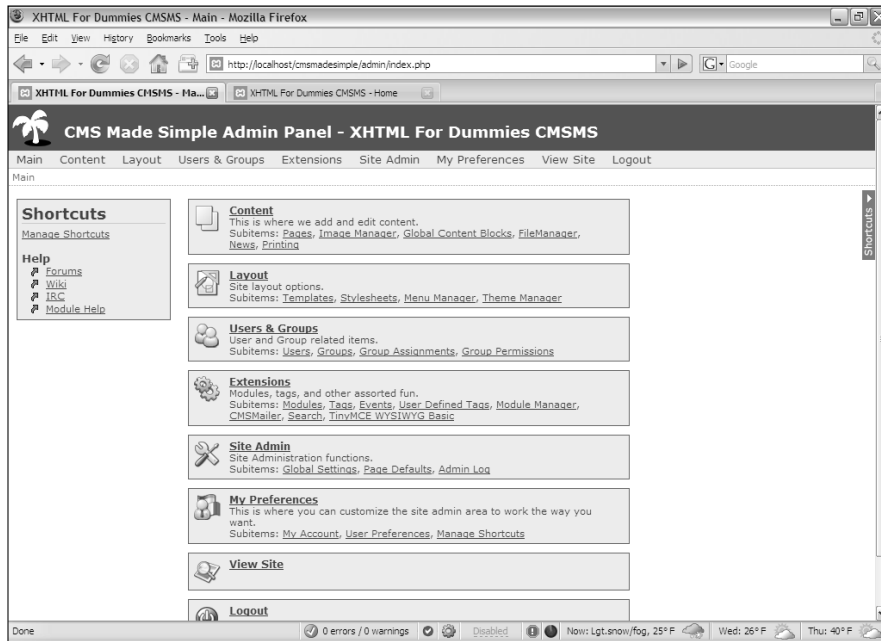 XHTML For Dummies CMSMS - Main - Mozilla Firefox
File Edit View History Bookmarks Tools Help
http://localhost/cmsmadesimple/admin/index.php
G Google
XHTML For Dummies CMSMS - Ma...
XHTML For Dummies CMSMS - Home
CMS Made Simple Admin Panel - XHTML For Dummies CMSMS
Main Content Layout Users & Groups Extensions Site Admin My Preferences View Site Logout
Main
Shortcuts
Manage Shortcuts
Help
Forums
Wiki
IRC
Module Help
Content
This is where we add and edit content.
Subitems: Pages, Image Manager, Global Content Blocks, FileManager,
News, Printing
Layout
Site layout options.
Subitems: Templates, Stylesheets, Menu Manager, Theme Manager
Users & Groups
User and Group related items.
Subitems: Users, Groups, Group Assignments, Group Permissions
Extensions
Modules, tags, and other assorted fun.
Subitems: Modules, Tags, Events, User Defined Tags, Module Manager,
CMSMailer, Search, TinyMCE WYSIWYG Basic
Site Admin
Site Administration functions.
Subitems: Global Settings, Page Defaults, Admin Log
My Preferences
This is where you can customize the site admin area to work the way you
want.
Subitems: My Account, User Preferences, Manage Shortcuts
View Site
Logout
Shortcuts
Done
0 errors / 0 warnings
Disabled
Now: Lgt.snow/fog, 25° F
Wed: 26° F
Thu: 40° F